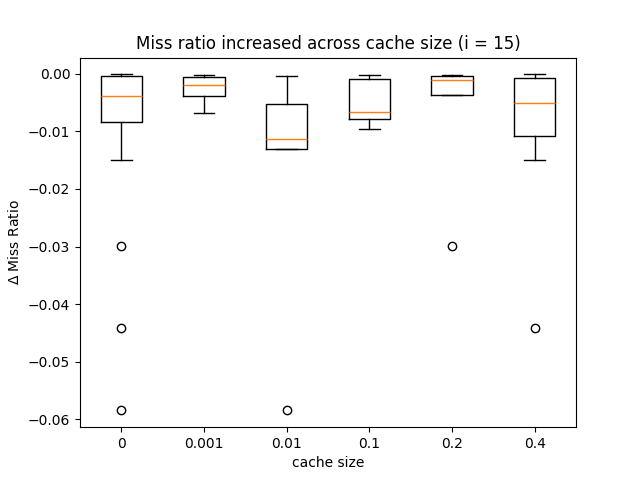 Miss ratio increased across cache size (i = 15)
0.00
−0.01
−0.02
−0.03
−0.04
−0.05
−0.06
Δ Miss Ratio
0 0.001 0.01 0.1 0.2 0.4
cache size